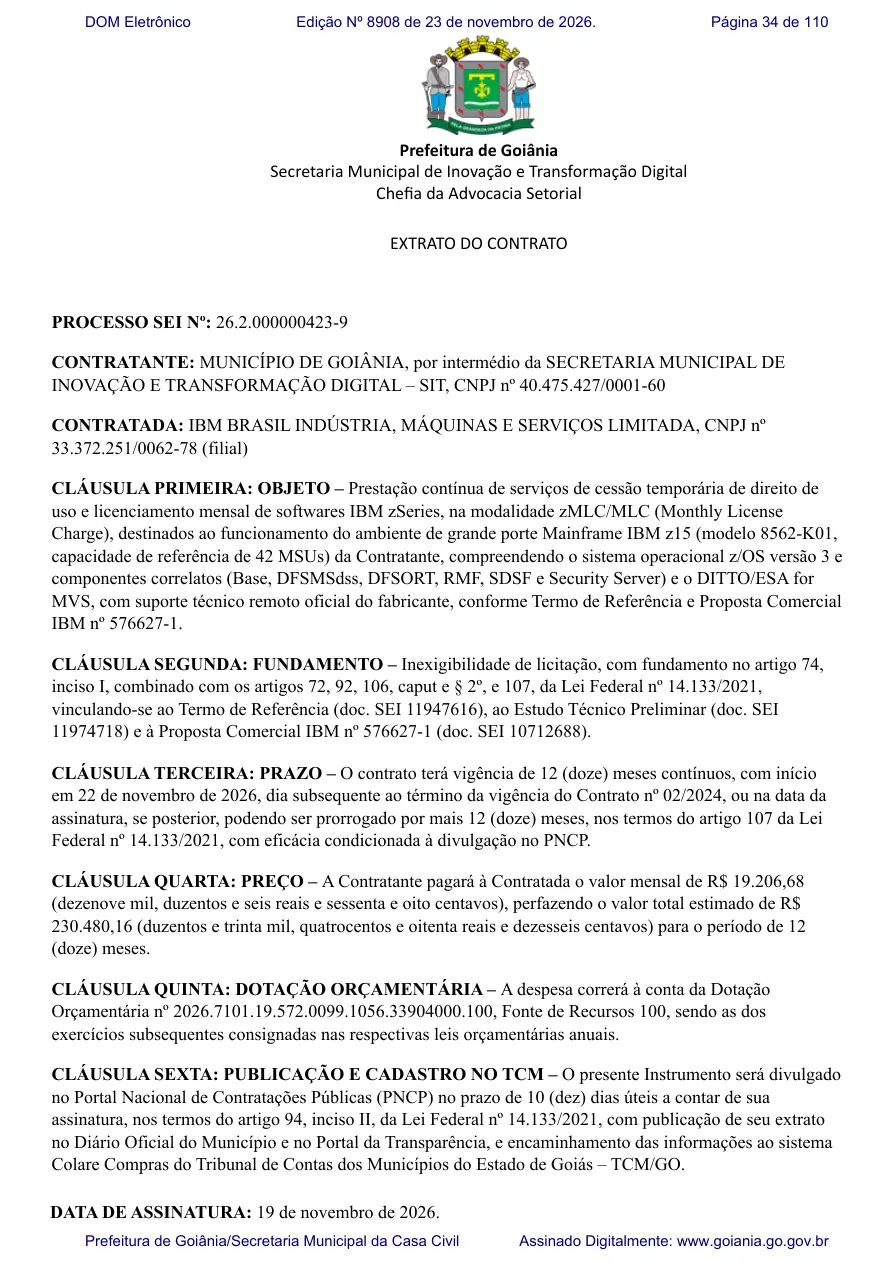 DOM Eletrônico Edição Nº 8908 de 23 de novembro de 2026. Página 34 de 110
PELA GRANDEZA DA PÁTRIA
Prefeitura de Goiânia
Secretaria Municipal de Inovação e Transformação Digital
Chefia da Advocacia Setorial
EXTRATO DO CONTRATO
PROCESSO SEI Nº: 26.2.000000423-9
CONTRATANTE: MUNICÍPIO DE GOIÂNIA, por intermédio da SECRETARIA MUNICIPAL DE
INOVAÇÃO E TRANSFORMAÇÃO DIGITAL – SIT, CNPJ nº 40.475.427/0001-60
CONTRATADA: IBM BRASIL INDÚSTRIA, MÁQUINAS E SERVIÇOS LIMITADA, CNPJ nº
33.372.251/0062-78 (filial)
CLÁUSULA PRIMEIRA: OBJETO – Prestação contínua de serviços de cessão temporária de direito de
uso e licenciamento mensal de softwares IBM zSeries, na modalidade zMLC/MLC (Monthly License
Charge), destinados ao funcionamento do ambiente de grande porte Mainframe IBM z15 (modelo 8562-K01,
capacidade de referência de 42 MSUs) da Contratante, compreendendo o sistema operacional z/OS versão 3 e
componentes correlatos (Base, DFSMSdss, DFSORT, RMF, SDSF e Security Server) e o DITTO/ESA for
MVS, com suporte técnico remoto oficial do fabricante, conforme Termo de Referência e Proposta Comercial
IBM nº 576627-1.
CLÁUSULA SEGUNDA: FUNDAMENTO – Inexigibilidade de licitação, com fundamento no artigo 74,
inciso I, combinado com os artigos 72, 92, 106, caput e § 2º, e 107, da Lei Federal nº 14.133/2021,
vinculando-se ao Termo de Referência (doc. SEI 11947616), ao Estudo Técnico Preliminar (doc. SEI
11974718) e à Proposta Comercial IBM nº 576627-1 (doc. SEI 10712688).
CLÁUSULA TERCEIRA: PRAZO – O contrato terá vigência de 12 (doze) meses contínuos, com início
em 22 de novembro de 2026, dia subsequente ao término da vigência do Contrato nº 02/2024, ou na data da
assinatura, se posterior, podendo ser prorrogado por mais 12 (doze) meses, nos termos do artigo 107 da Lei
Federal nº 14.133/2021, com eficácia condicionada à divulgação no PNCP.
CLÁUSULA QUARTA: PREÇO – A Contratante pagará à Contratada o valor mensal de R$ 19.206,68
(dezenove mil, duzentos e seis reais e sessenta e oito centavos), perfazendo o valor total estimado de R$
230.480,16 (duzentos e trinta mil, quatrocentos e oitenta reais e dezesseis centavos) para o período de 12
(doze) meses.
CLÁUSULA QUINTA: DOTAÇÃO ORÇAMENTÁRIA – A despesa correrá à conta da Dotação
Orçamentária nº 2026.7101.19.572.0099.1056.33904000.100, Fonte de Recursos 100, sendo as dos
exercícios subsequentes consignadas nas respectivas leis orçamentárias anuais.
CLÁUSULA SEXTA: PUBLICAÇÃO E CADASTRO NO TCM – O presente Instrumento será divulgado
no Portal Nacional de Contratações Públicas (PNCP) no prazo de 10 (dez) dias úteis a contar de sua
assinatura, nos termos do artigo 94, inciso II, da Lei Federal nº 14.133/2021, com publicação de seu extrato
no Diário Oficial do Município e no Portal da Transparência, e encaminhamento das informações ao sistema
Colare Compras do Tribunal de Contas dos Municípios do Estado de Goiás – TCM/GO.
DATA DE ASSINATURA: 19 de novembro de 2026.
Prefeitura de Goiânia/Secretaria Municipal da Casa Civil Assinado Digitalmente: www.goiania.go.gov.br